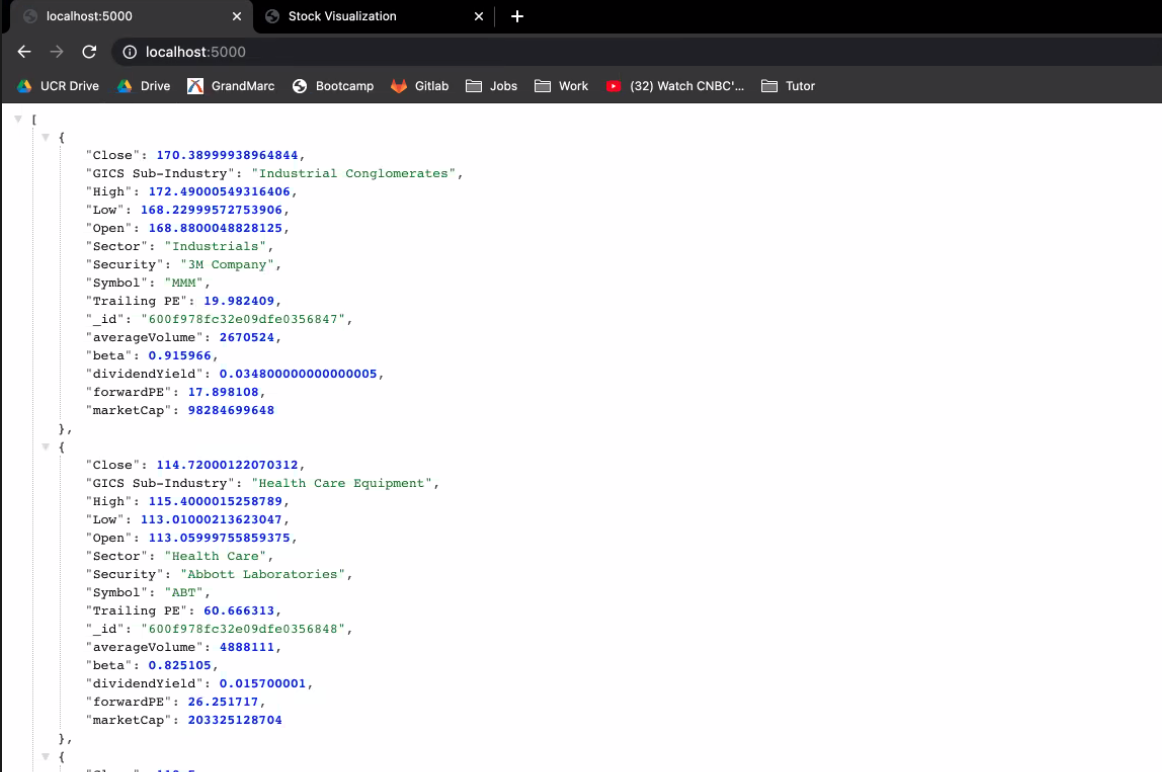 localhost:5000
Stock Visualization
localhost:5000
UCR Drive Drive GrandMarc Bootcamp Gitlab Jobs Work (32) Watch CNBC'... Tutor
[
{
"Close": 170.38999938964844,
"GICS Sub-Industry": "Industrial Conglomerates",
"High": 172.49000549316406,
"Low": 168.22999572753906,
"Open": 168.8800048828125,
"Sector": "Industrials",
"Security": "3M Company",
"Symbol": "MMM",
"Trailing PE": 19.982409,
"_id": "600f978fc32e09dfe0356847",
"averageVolume": 2670524,
"beta": 0.915966,
"dividendYield": 0.034800000000000005,
"forwardPE": 17.898108,
"marketCap": 98284699648
},
{
"Close": 114.72000122070312,
"GICS Sub-Industry": "Health Care Equipment",
"High": 115.4000015258789,
"Low": 113.01000213623047,
"Open": 113.05999755859375,
"Sector": "Health Care",
"Security": "Abbott Laboratories",
"Symbol": "ABT",
"Trailing PE": 60.666313,
"_id": "600f978fc32e09dfe0356848",
"averageVolume": 4888111,
"beta": 0.825105,
"dividendYield": 0.015700001,
"forwardPE": 26.251717,
"marketCap": 203325128704
},
{